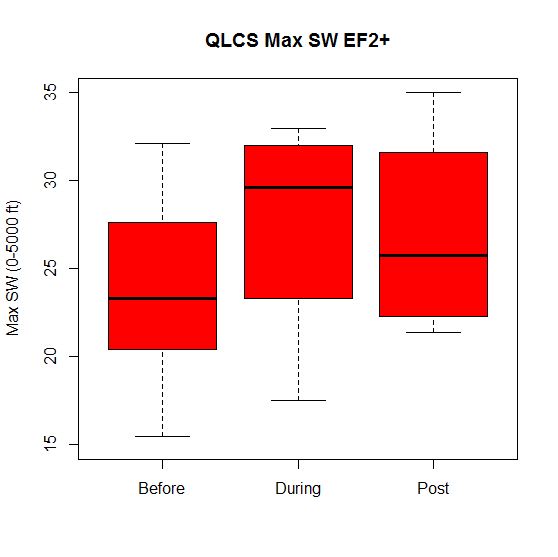 QLCS Max SW EF2+
Max SW (0-5000 ft)
35
30
25
20
15
Before
During
Post